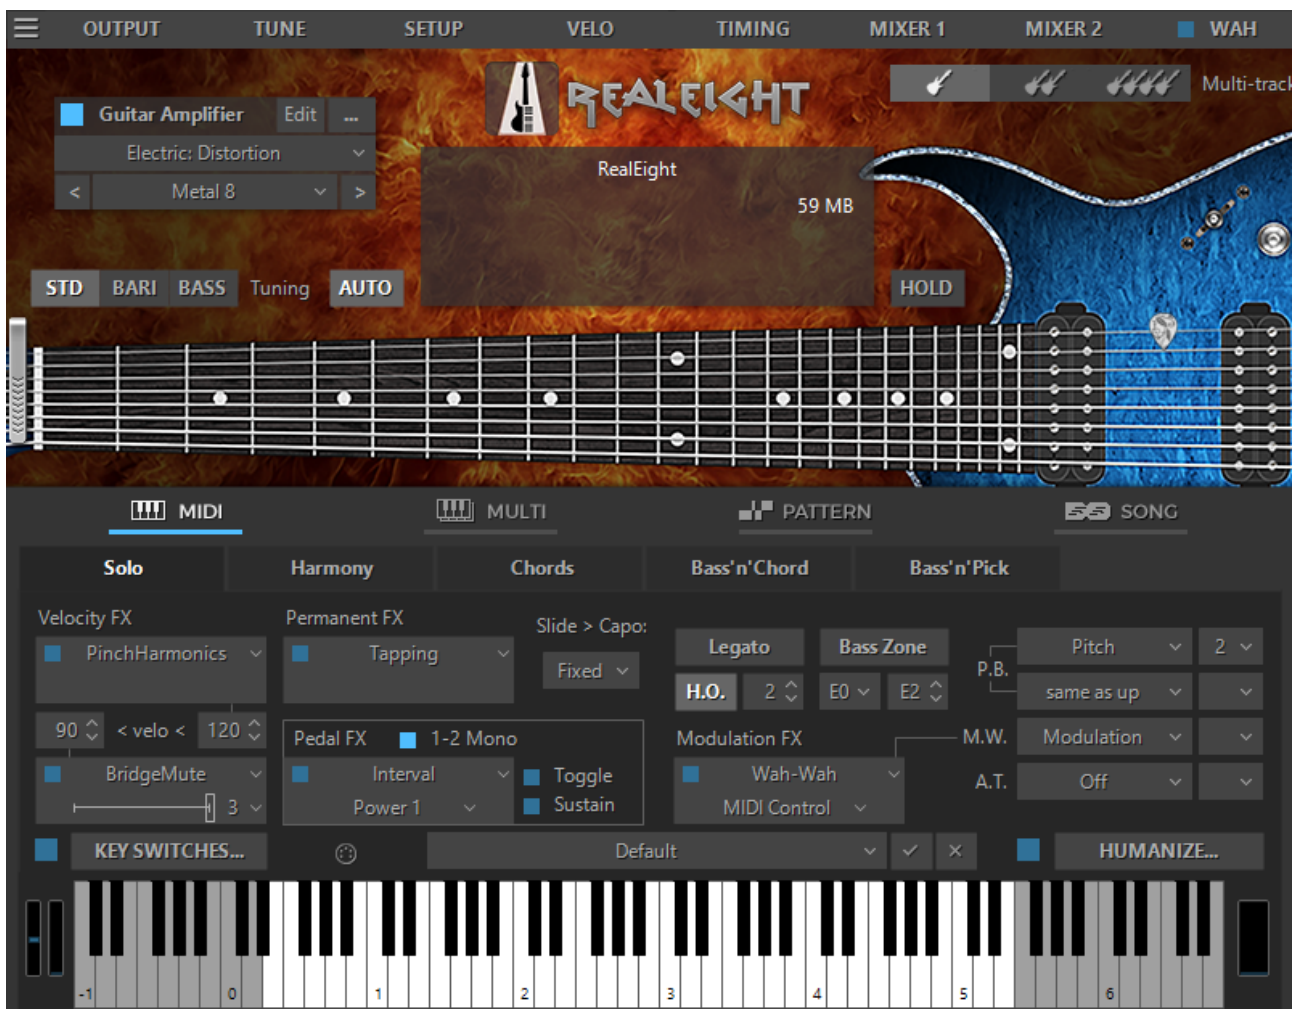 OUTPUT TUNE SETUP VELO TIMING MIXER 1 MIXER 2 WAH
REALEIGHT
Multi-track
Guitar Amplifier Edit ...
Electric: Distortion
< Metal 8 >
RealEight
59 MB
STD BARI BASS Tuning AUTO HOLD
MIDI MULTI PATTERN SONG
Solo Harmony Chords Bass'n'Chord Bass'n'Pick
Velocity FX Permanent FX Slide > Capo:
PinchHarmonics Tapping Fixed Legato Bass Zone P.B. Pitch 2
H.O. 2 E0 E2 same as up
90 < velo < 120 Pedal FX 1-2 Mono Modulation FX M.W. Modulation
BridgeMute Interval Toggle Wah-Wah A.T. Off
3 Power 1 Sustain MIDI Control
KEY SWITCHES... Default HUMANIZE...
-1 0 1 2 3 4 5 6